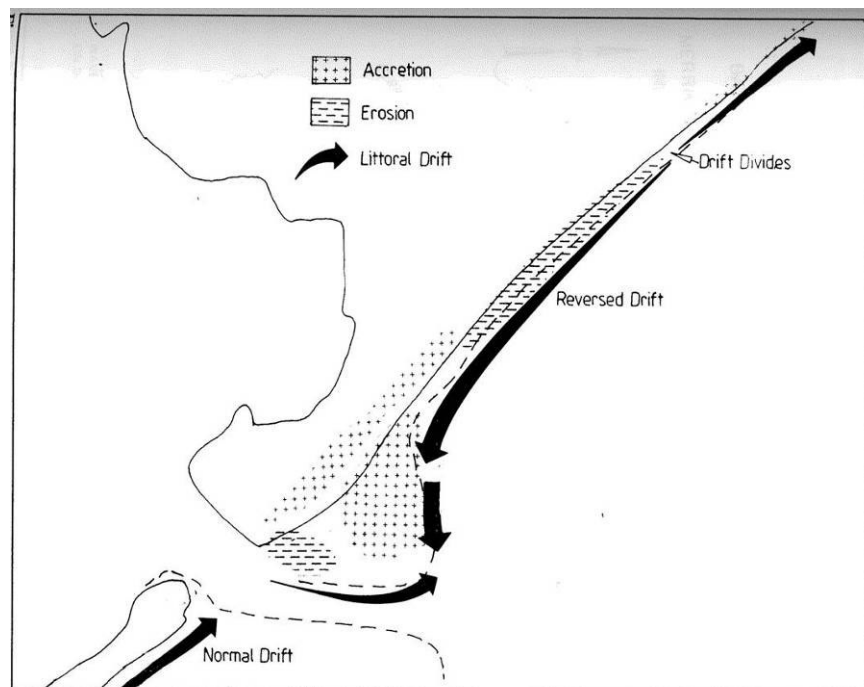 Accretion
Erosion
Littoral Drift
Drift Divides
Reversed Drift
Normal Drift